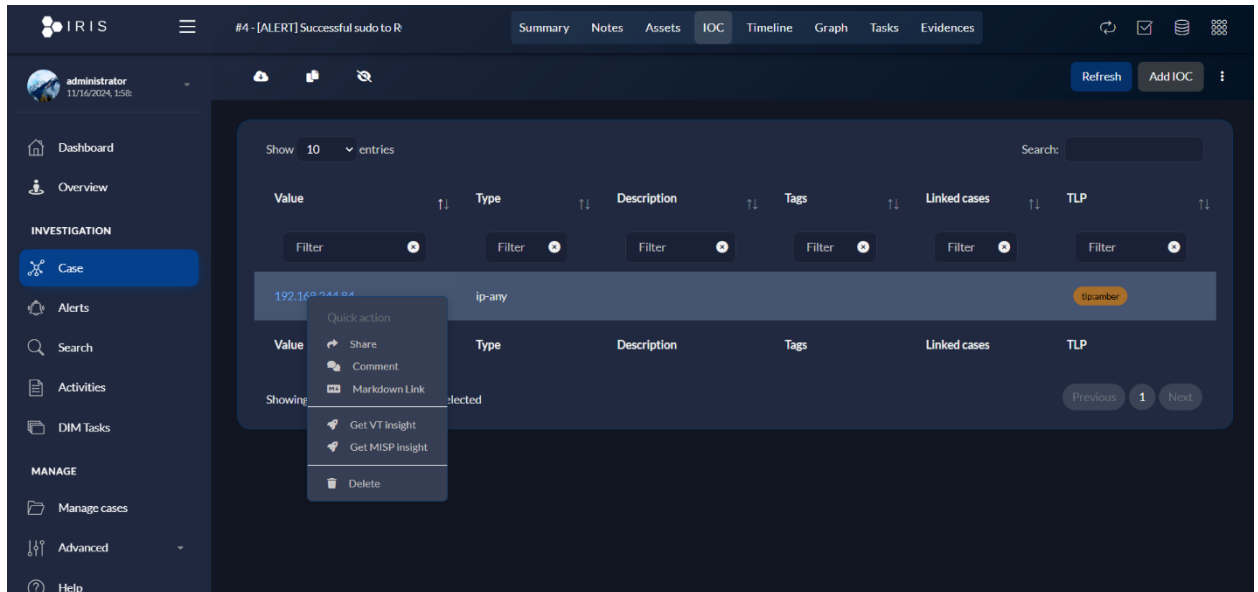 IRIS
#4 - [ALERT] Successful sudo to R
Summary Notes Assets IOC Timeline Graph Tasks Evidences
administrator
11/16/2024, 1:58:
Refresh Add IOC
Dashboard
Overview
INVESTIGATION
Case
Alerts
Search
Activities
DIM Tasks
MANAGE
Manage cases
Advanced
Help
Show 10 entries
Search:
Value Type Description Tags Linked cases TLP
Filter Filter Filter Filter Filter Filter
192.168.244.84 ip-any tlp:amber
Quick action
Share
Comment
Markdown Link
Get VT insight
Get MISP insight
Delete
Value Type Description Tags Linked cases TLP
Showing elected
Previous 1 Next